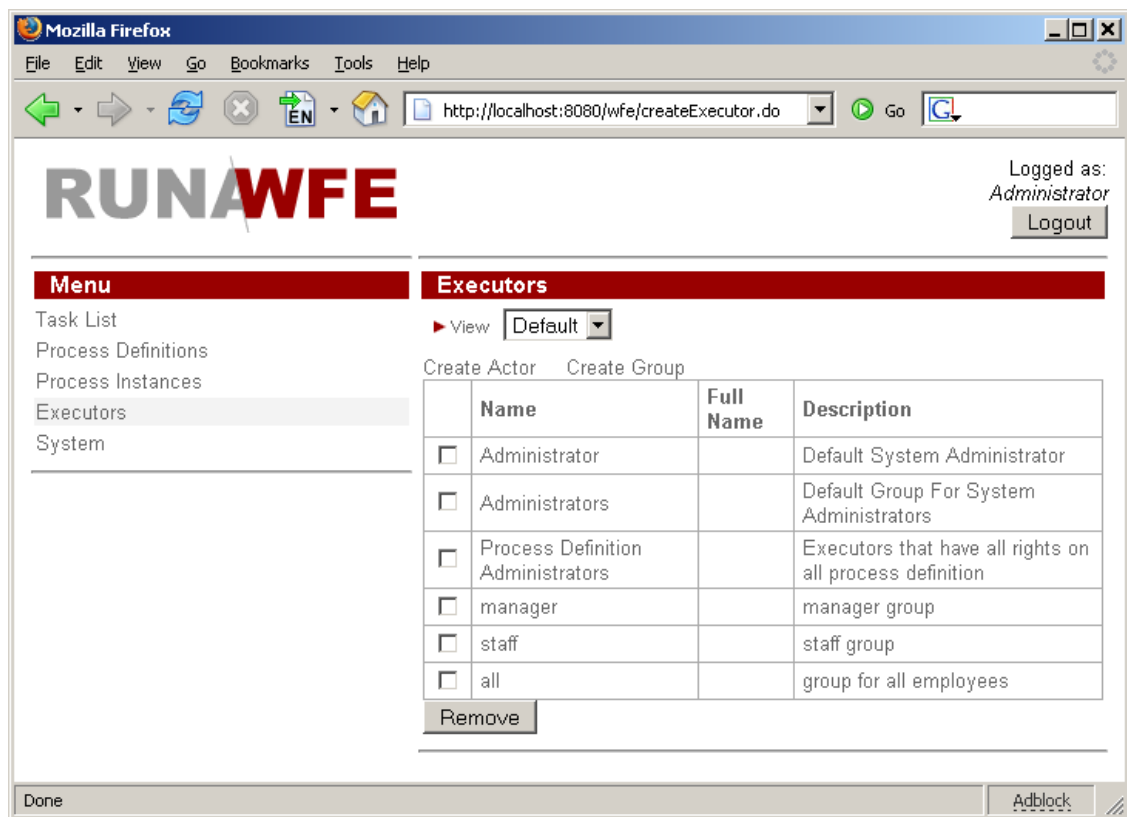 Mozilla Firefox
File Edit View Go Bookmarks Tools Help
EN http://localhost:8080/wfe/createExecutor.do Go G
RUNAWFE
Logged as:
Administrator
Logout
Menu
Task List
Process Definitions
Process Instances
Executors
System
Executors
View Default
Create Actor Create Group
Name Full Name Description
Administrator Default System Administrator
Administrators Default Group For System Administrators
Process Definition Administrators Executors that have all rights on all process definition
manager manager group
staff staff group
all group for all employees
Remove
Done Adblock